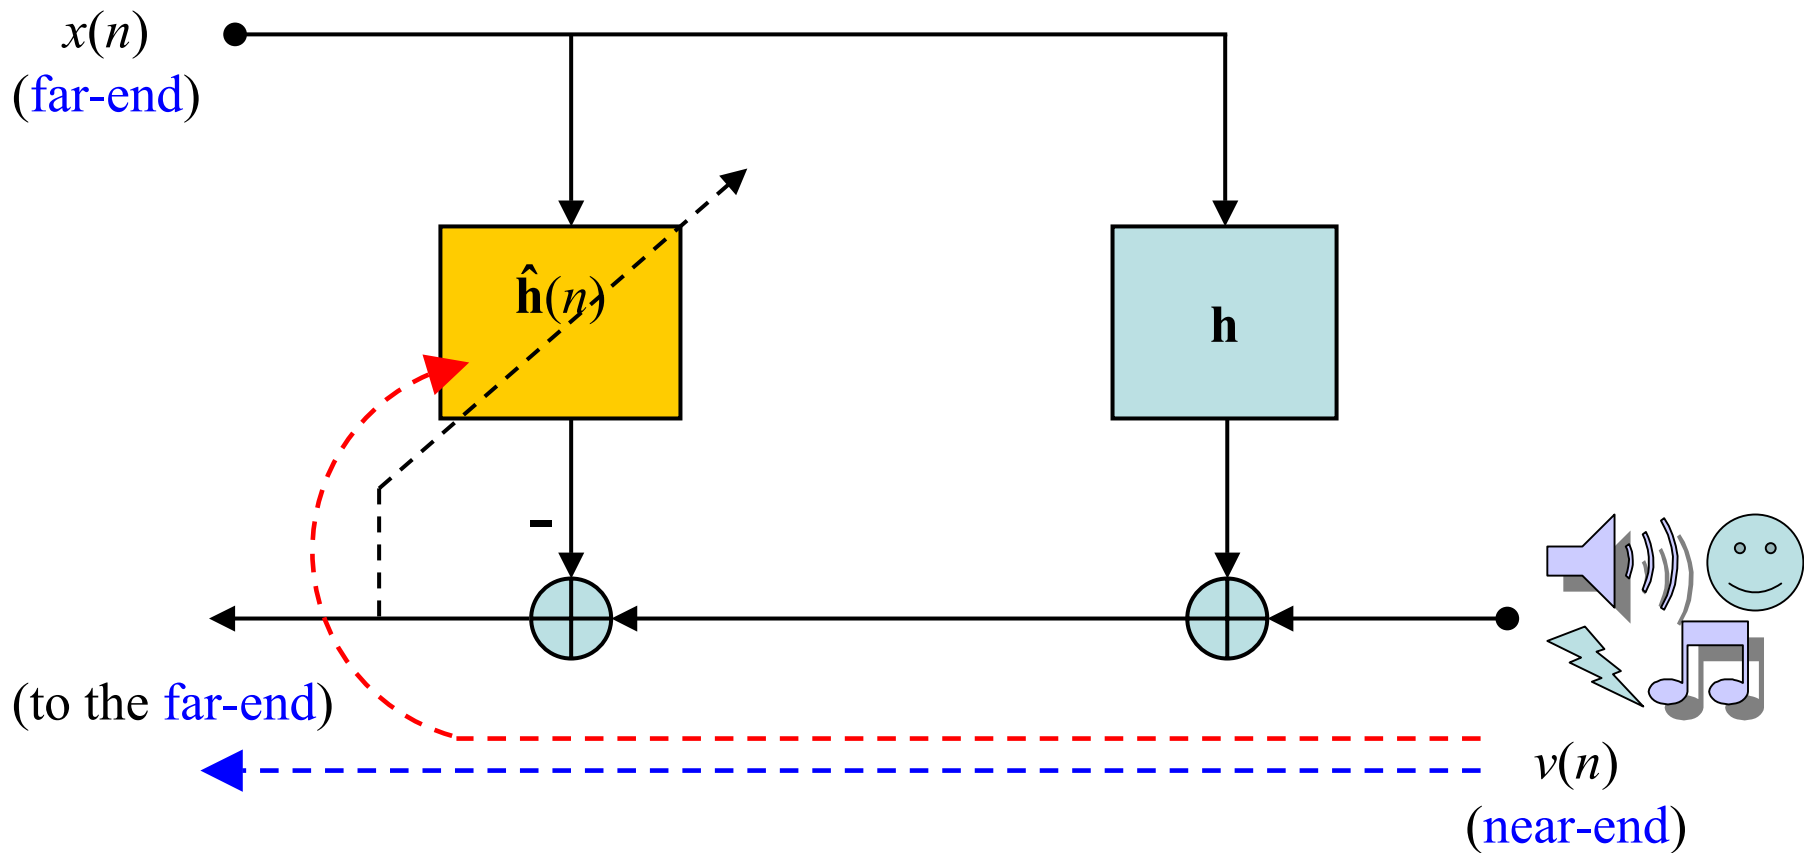 x(n)
(far-end)
ĥ(n)
h
-
(to the far-end)
v(n)
(near-end)